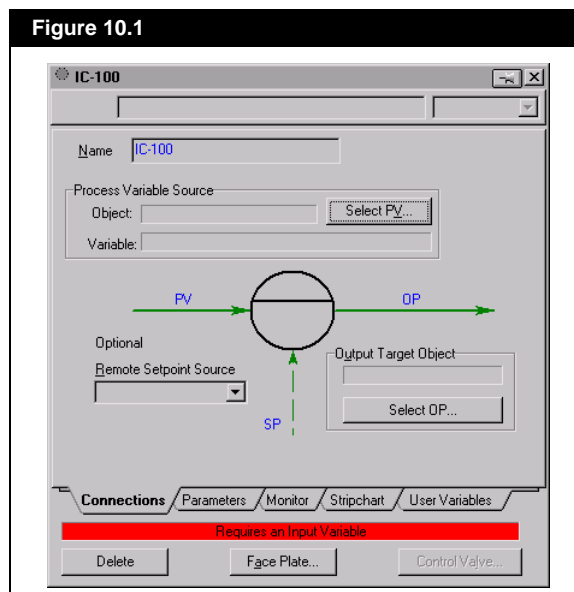 Figure 10.1
IC-100
Name IC-100
Process Variable Source
Object: Select PV...
Variable:
PV OP
Optional
Remote Setpoint Source
Output Target Object
Select OP...
SP
Connections Parameters Monitor Stripchart User Variables
Requires an Input Variable
Delete Face Plate... Control Valve...